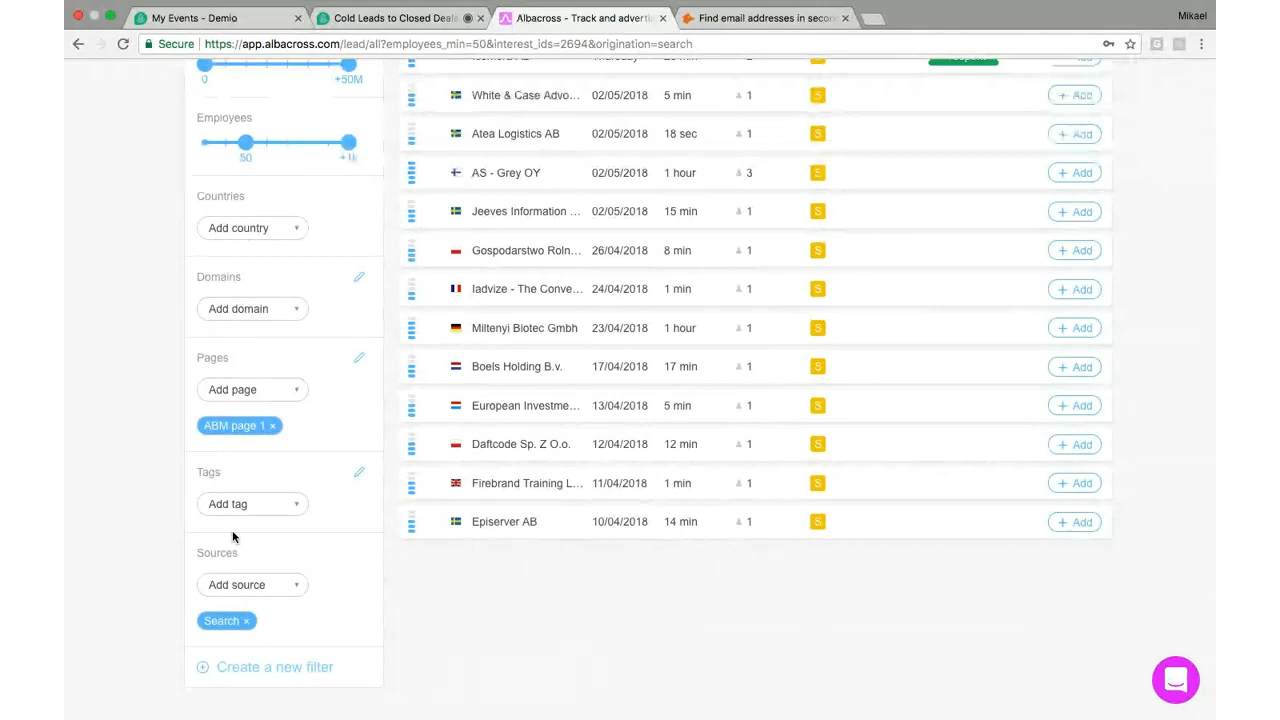 My Events - Demio
Cold Leads to Closed Deals
Albacross - Track and adverti
Find email addresses in secon
Mikael
Secure
https://app.albacross.com/lead/all?employees_min=50&interest_ids=2694&origination=search
0 +50M
Employees
50
Countries
Add country
Domains
Add domain
Pages
Add page
ABM page 1 ×
Tags
Add tag
Sources
Add source
Search ×
Create a new filter
White & Case Advo... 02/05/2018 5 min 1 S + Add
Atea Logistics AB 02/05/2018 18 sec 1 S + Add
AS - Grey OY 02/05/2018 1 hour 3 S + Add
Jeeves Information ... 02/05/2018 15 min 1 S + Add
Gospodarstwo Roln... 26/04/2018 8 min 1 S + Add
Iadvize - The Conve... 24/04/2018 1 min 1 S + Add
Miltenyi Biotec Gmbh 23/04/2018 1 hour 1 S + Add
Boels Holding B.v. 17/04/2018 17 min 1 S + Add
European Investme... 13/04/2018 5 min 1 S + Add
Daftcode Sp. Z O.o. 12/04/2018 12 min 1 S + Add
Firebrand Training L... 11/04/2018 1 min 1 S + Add
Episerver AB 10/04/2018 14 min 1 S + Add